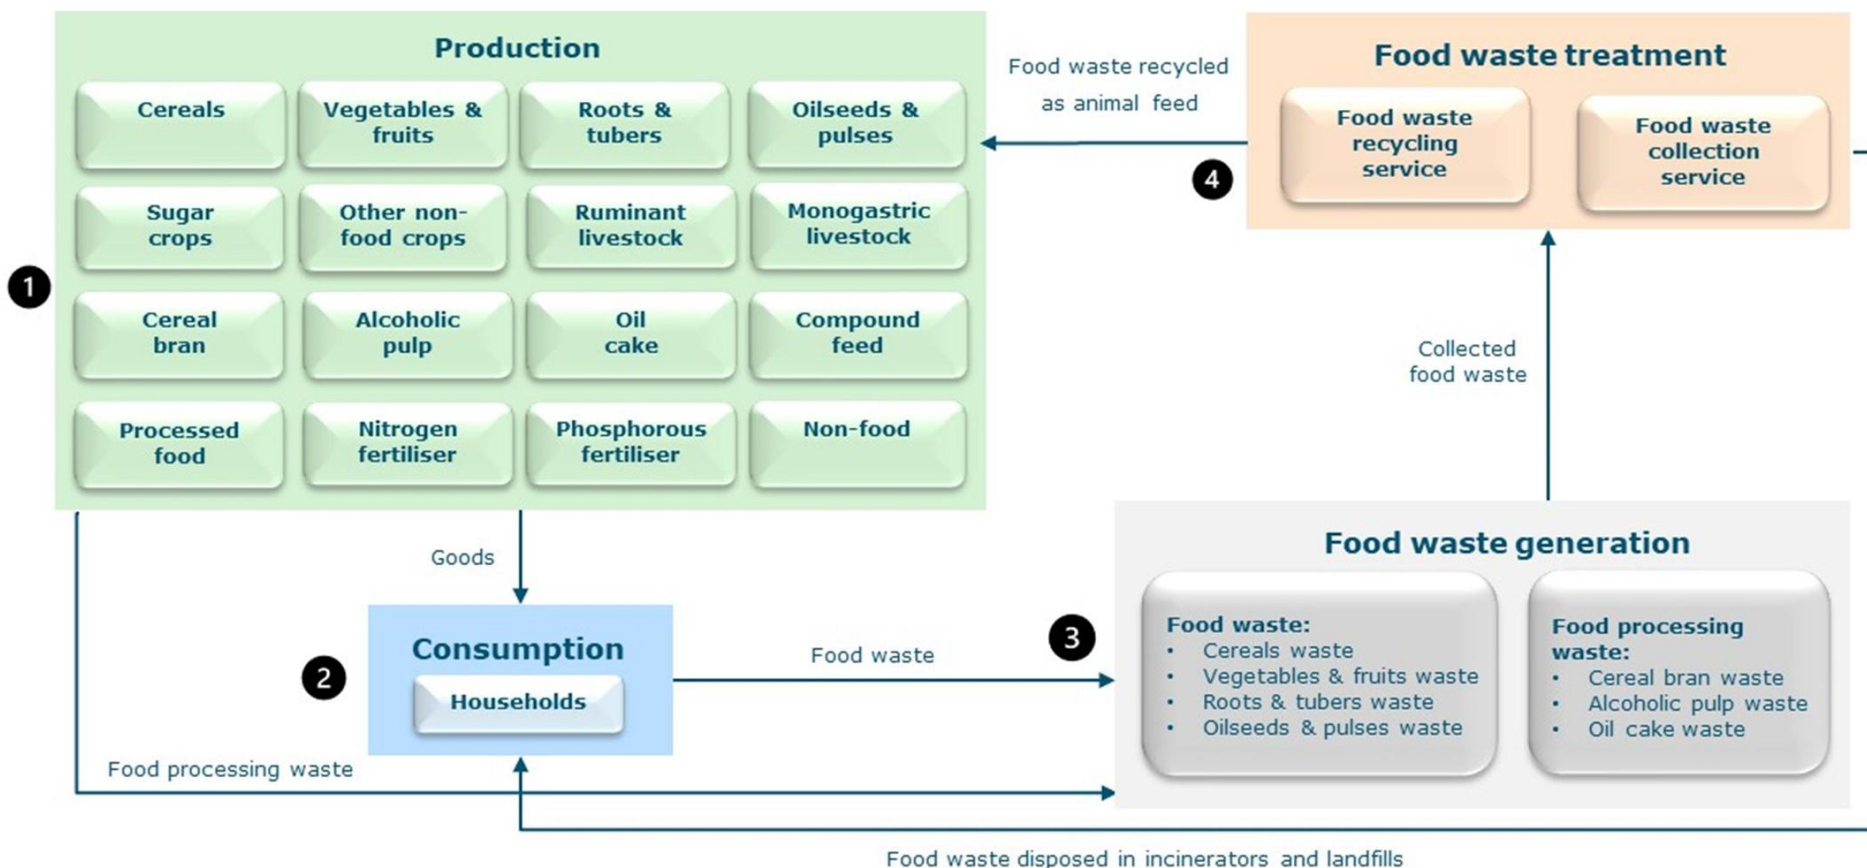 Production
Cereals
Vegetables &
fruits
Roots &
tubers
Oilseeds &
pulses
Sugar
crops
Other non-
food crops
Ruminant
livestock
Monogastric
livestock
Cereal
bran
Alcoholic
pulp
Oil
cake
Compound
feed
Processed
food
Nitrogen
fertiliser
Phosphorous
fertiliser
Non-food
1
Food waste recycled
as animal feed
4
Food waste treatment
Food waste
recycling
service
Food waste
collection
service
Collected
food waste
Goods
2
Consumption
Households
Food waste
3
Food waste generation
Food waste:
• Cereals waste
• Vegetables & fruits waste
• Roots & tubers waste
• Oilseeds & pulses waste
Food processing
waste:
• Cereal bran waste
• Alcoholic pulp waste
• Oil cake waste
Food processing waste
Food waste disposed in incinerators and landfills